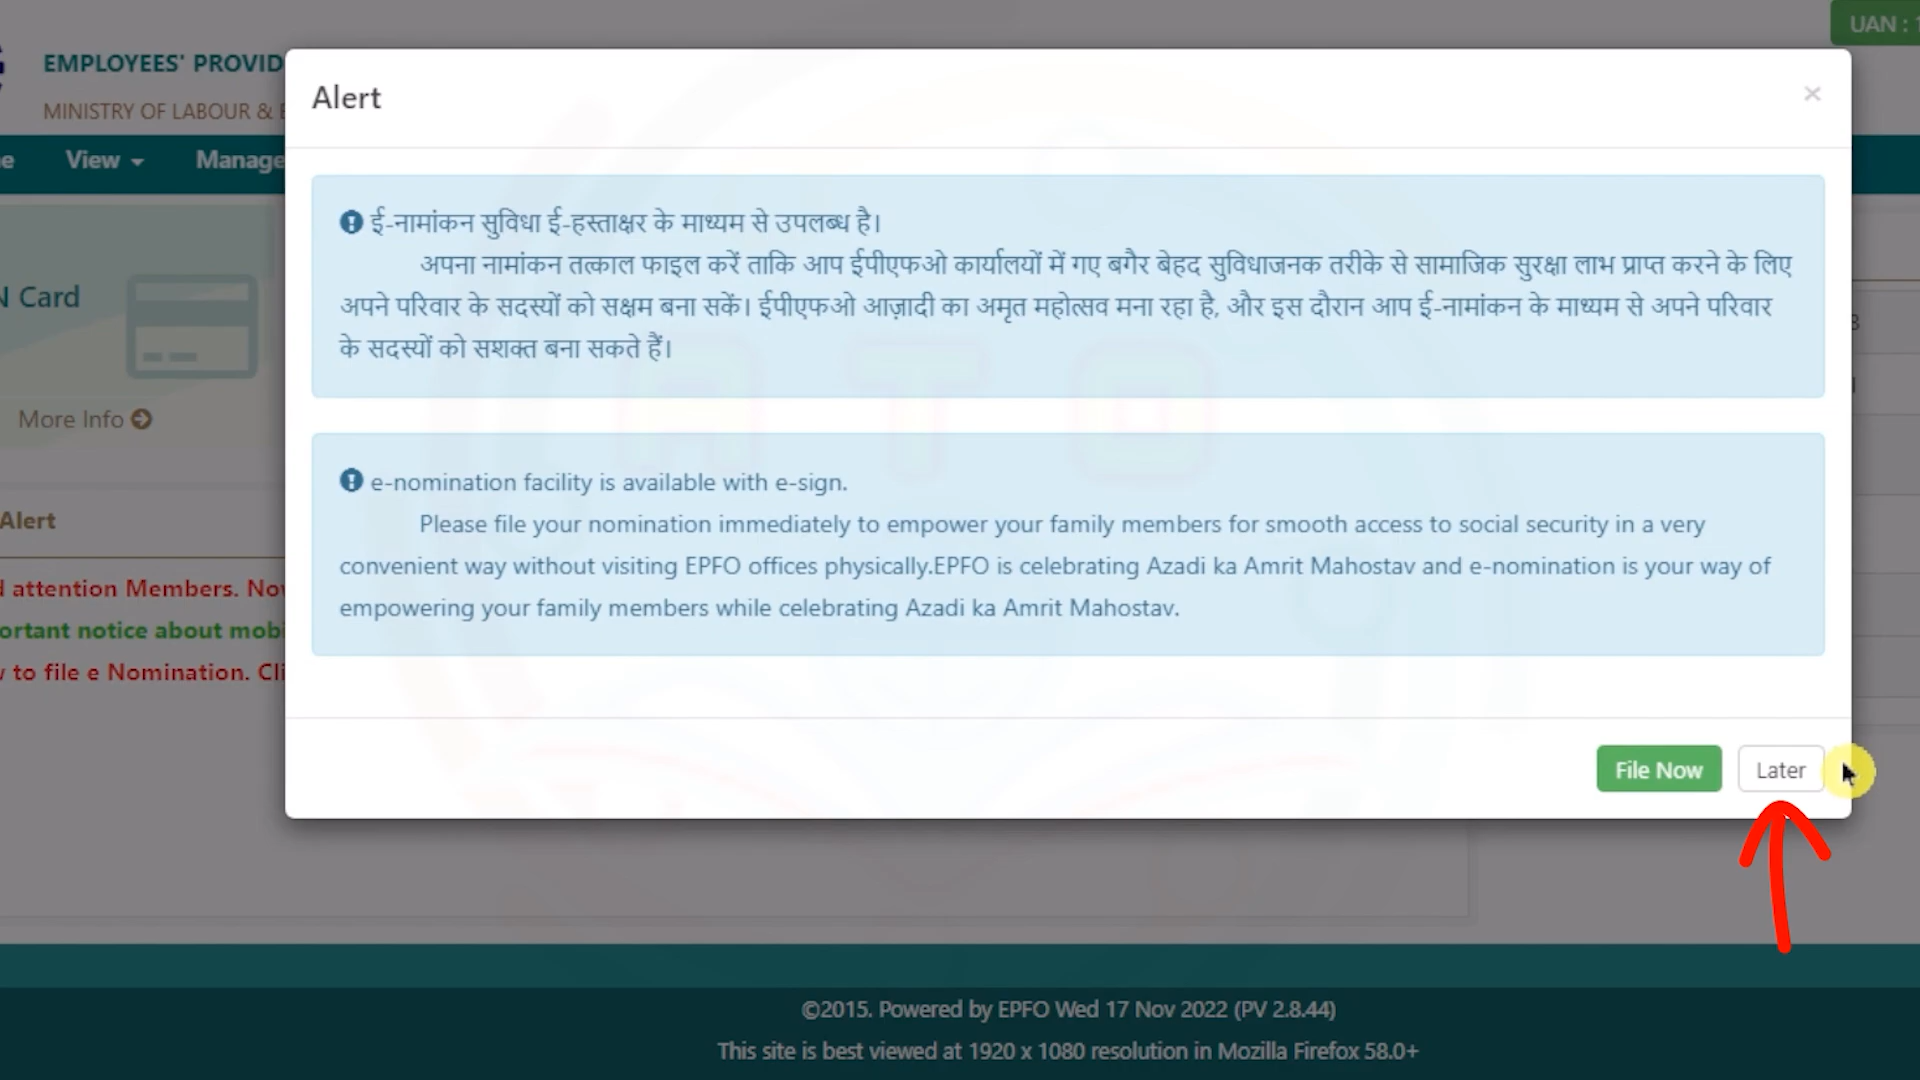 UAN :
EMPLOYEES' PROVID
MINISTRY OF LABOUR &
View
Manage
Alert
×
ई-नामांकन सुविधा ई-हस्ताक्षर के माध्यम से उपलब्ध है।
अपना नामांकन तत्काल फाइल करें ताकि आप ईपीएफओ कार्यालयों में गए बगैर बेहद सुविधाजनक तरीके से सामाजिक सुरक्षा लाभ प्राप्त करने के लिए
अपने परिवार के सदस्यों को सक्षम बना सकें। ईपीएफओ आज़ादी का अमृत महोत्सव मना रहा है, और इस दौरान आप ई-नामांकन के माध्यम से अपने परिवार
के सदस्यों को सशक्त बना सकते हैं।
Card
More Info
e-nomination facility is available with e-sign.
Please file your nomination immediately to empower your family members for smooth access to social security in a very
convenient way without visiting EPFO offices physically.EPFO is celebrating Azadi ka Amrit Mahostav and e-nomination is your way of
empowering your family members while celebrating Azadi ka Amrit Mahostav.
Alert
attention Members. Nov
ortant notice about mobi
to file e Nomination. Cli
File Now
Later
©2015. Powered by EPFO Wed 17 Nov 2022 (PV 2.8.44)
This site is best viewed at 1920 x 1080 resolution in Mozilla Firefox 58.0+